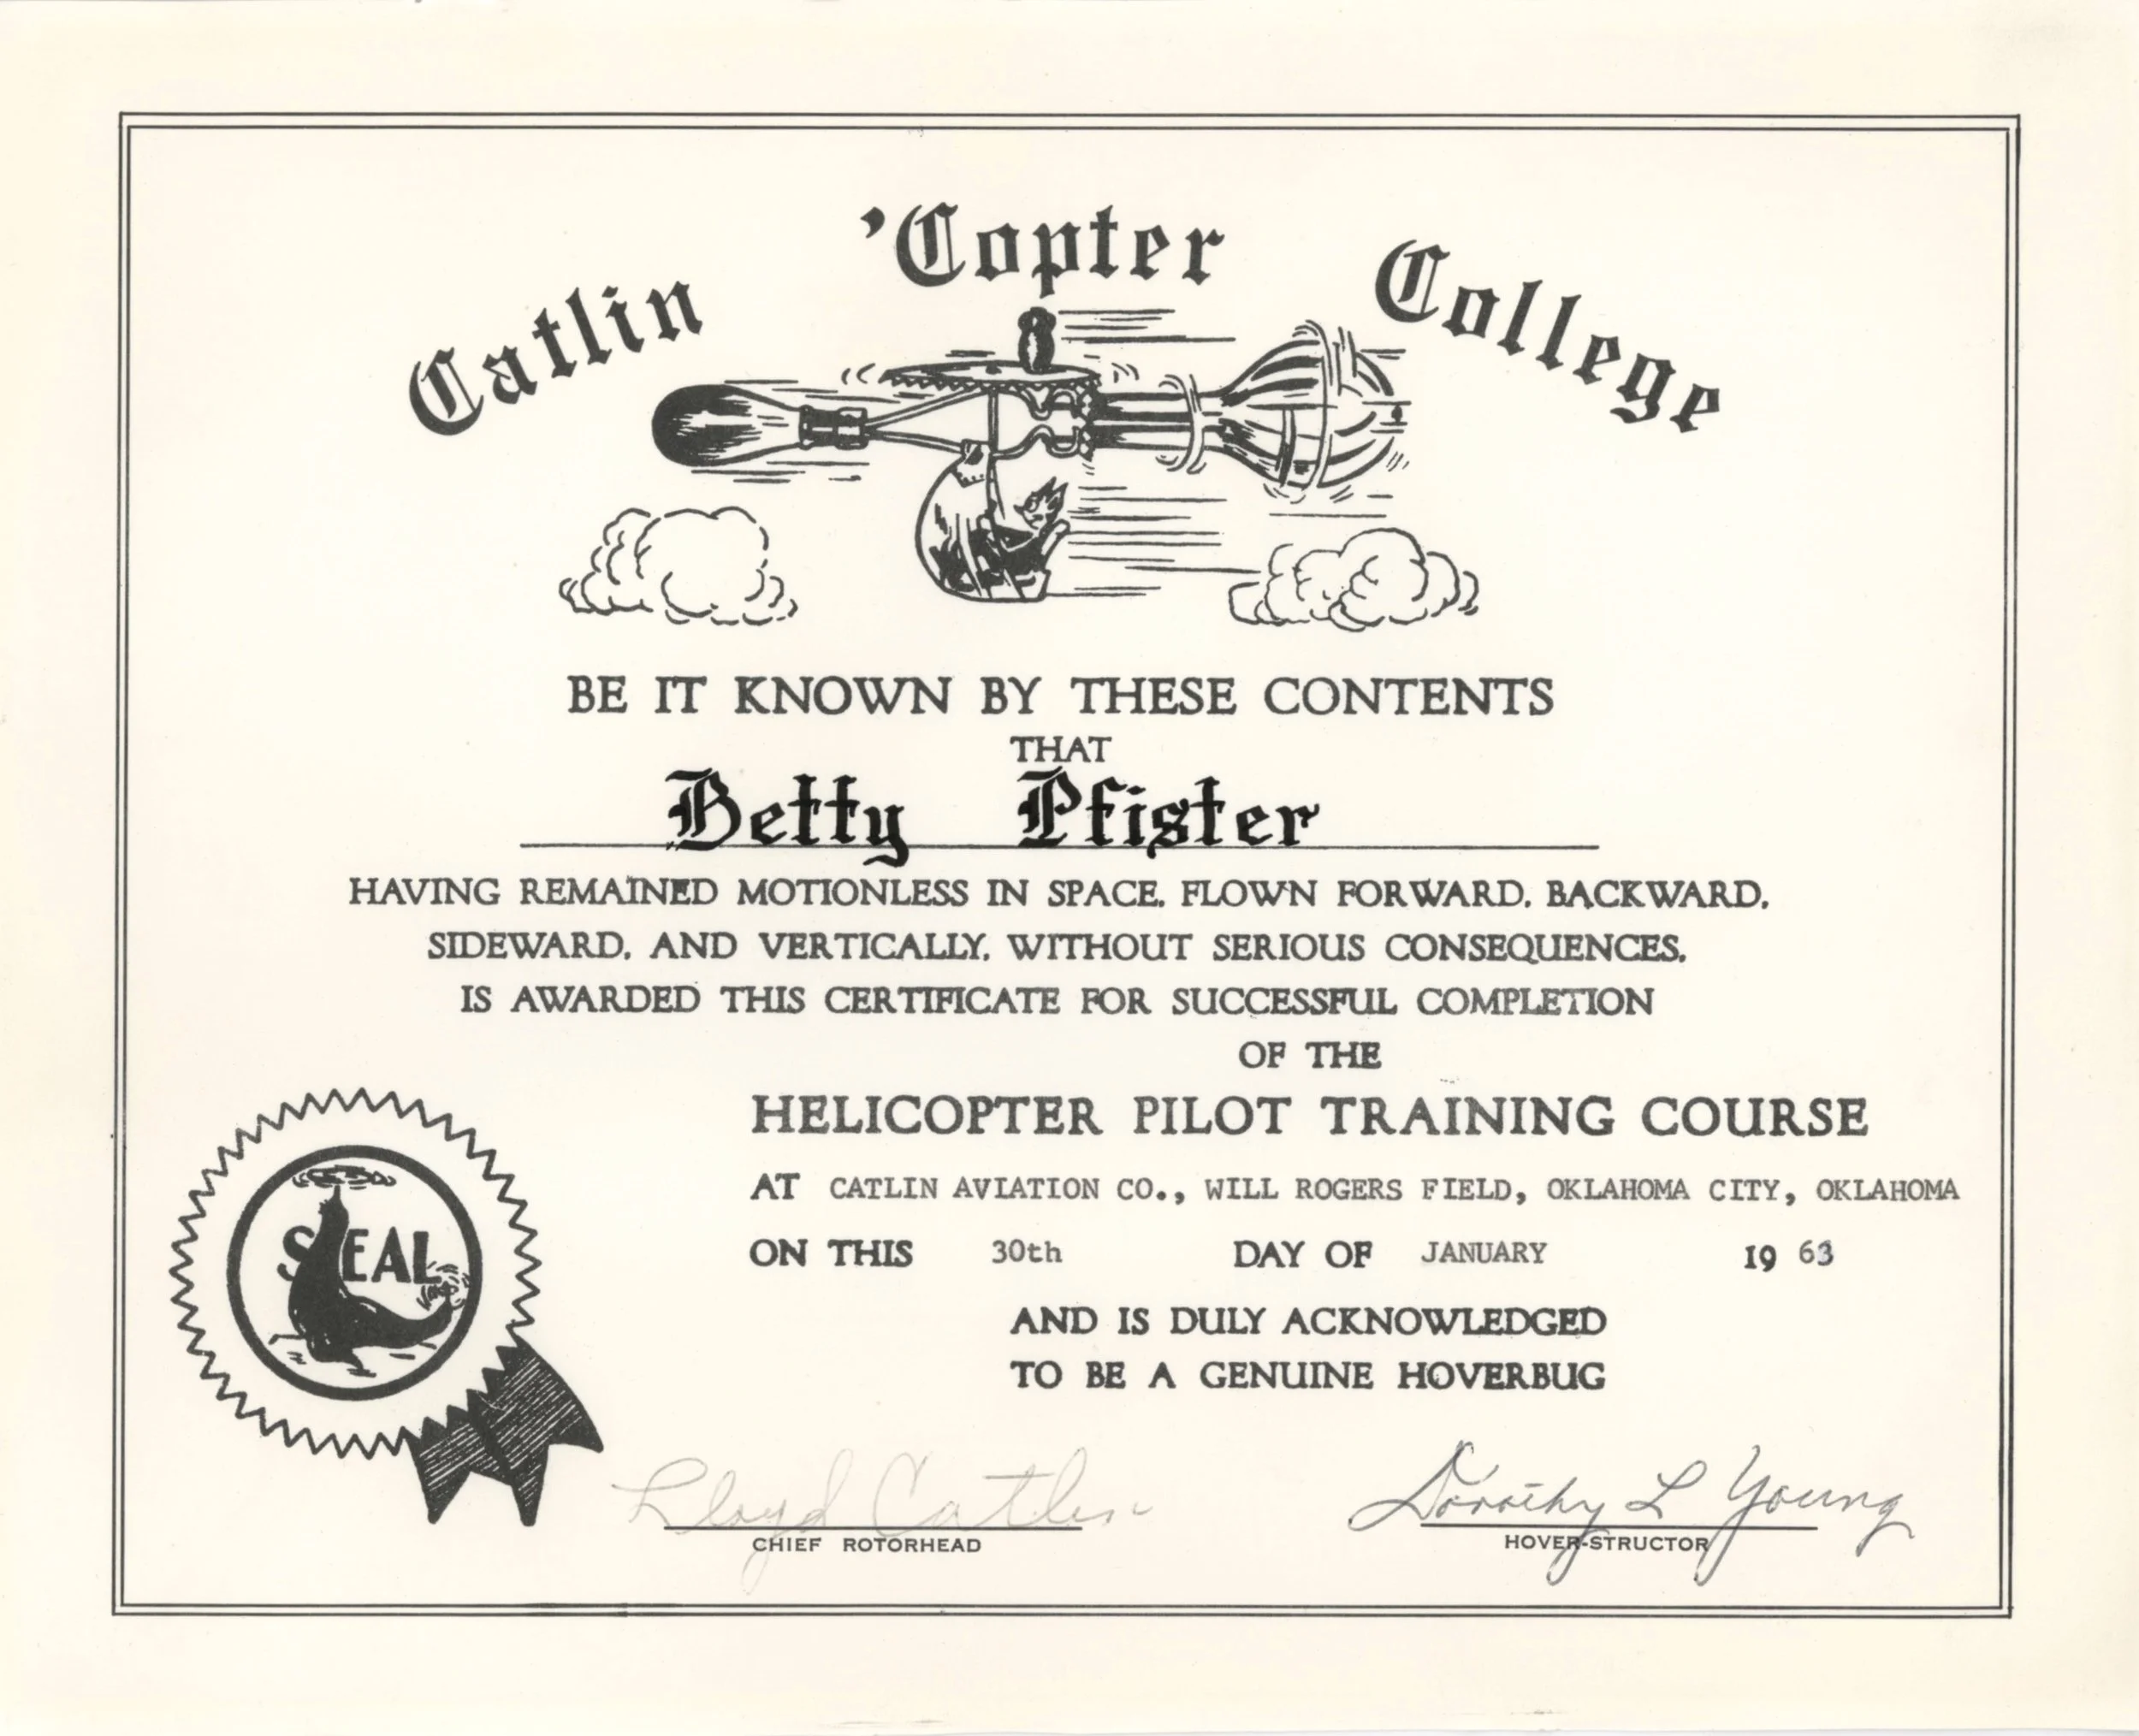 Catlin 'Copter College
BE IT KNOWN BY THESE CONTENTS
THAT
Betty Pfister
HAVING REMAINED MOTIONLESS IN SPACE, FLOWN FORWARD, BACKWARD,
SIDEWARD, AND VERTICALLY, WITHOUT SERIOUS CONSEQUENCES,
IS AWARDED THIS CERTIFICATE FOR SUCCESSFUL COMPLETION
OF THE
HELICOPTER PILOT TRAINING COURSE
AT CATLIN AVIATION CO., WILL ROGERS FIELD, OKLAHOMA CITY, OKLAHOMA
ON THIS 30th DAY OF JANUARY 19 63
AND IS DULY ACKNOWLEDGED
TO BE A GENUINE HOVERBUG
SEAL
Lloyd Catlin
CHIEF ROTORHEAD
Dorothy L Young
HOVER-STRUCTOR